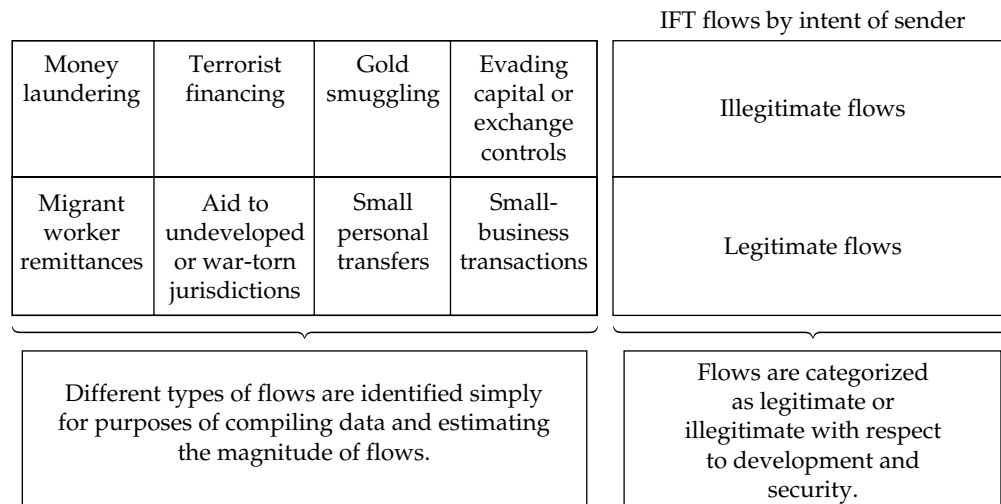 IFT flows by intent of sender
Money
laundering
Terrorist
financing
Gold
smuggling
Evading
capital or
exchange
controls
Illegitimate flows
Migrant
worker
remittances
Aid to
undeveloped
or war-torn
jurisdictions
Small
personal
transfers
Small-
business
transactions
Legitimate flows
Different types of flows are identified simply
for purposes of compiling data and estimating
the magnitude of flows.
Flows are categorized
as legitimate or
illegitimate with respect
to development and
security.